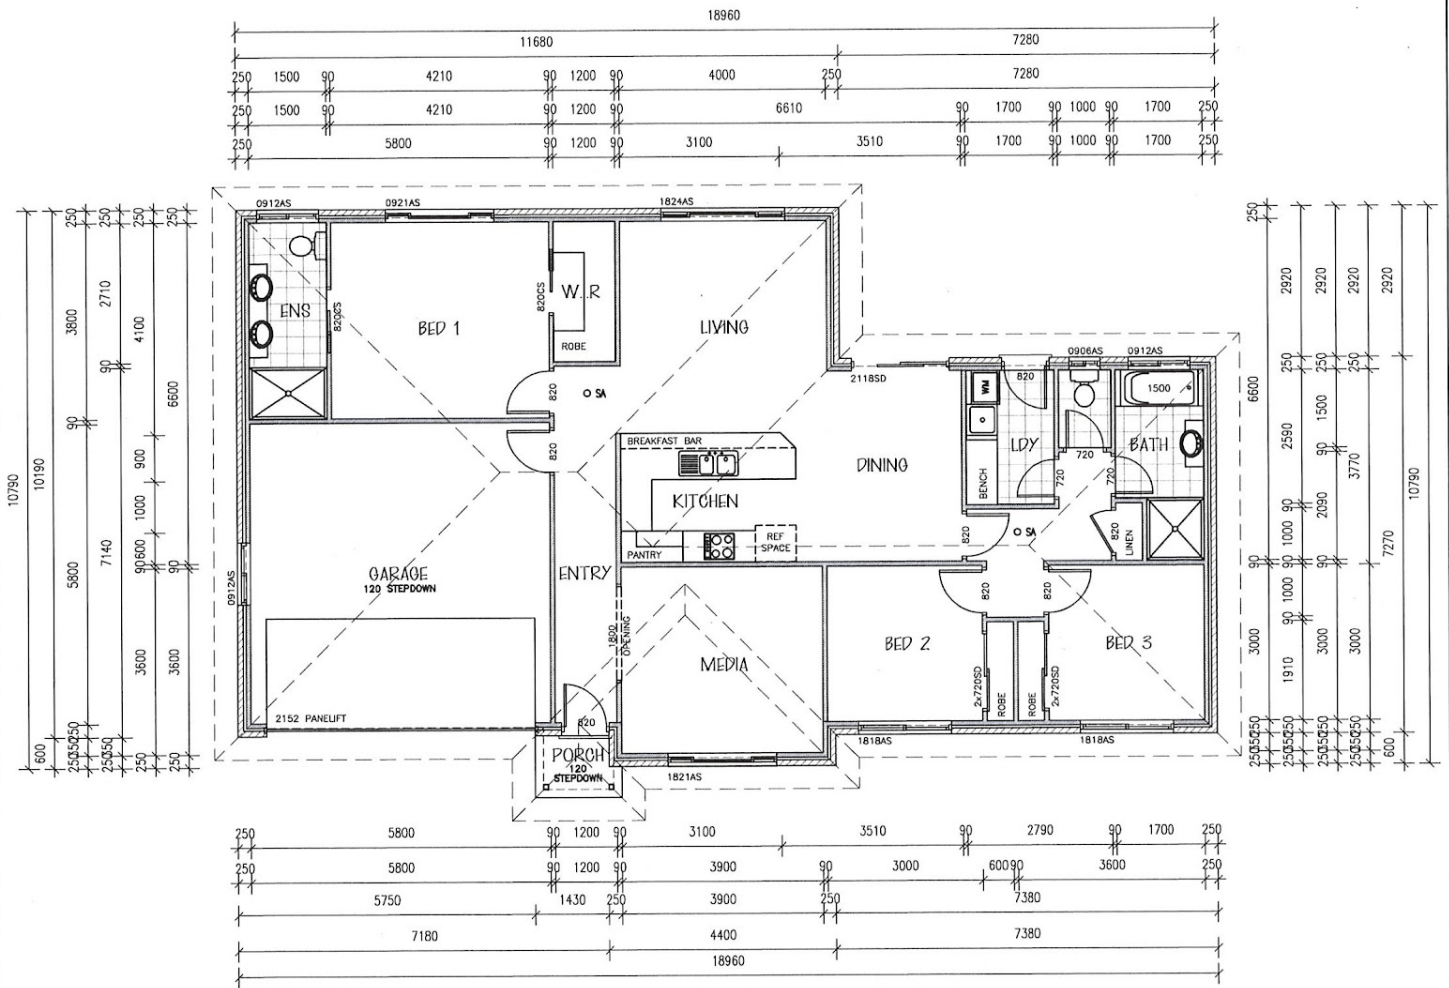 18960
11680 7280
250 1500 90 4210 90 1200 90 4000 250 7280
250 1500 90 4210 90 1200 90 6610 90 1700 90 1000 90 1700 250
250 5800 90 1200 90 3100 3510 90 1700 90 1000 90 1700 250
0912AS 0921AS 1824AS
ENS
820CS
BED 1
820CS
W.R
ROBE
LIVING
820
SA
820
2118SD
0906AS 0912AS
820
WM
1500
LDY
BATH
720
720
720
BENCH
BREAKFAST BAR
KITCHEN
DINING
PANTRY
REF
SPACE
820
SA
820
LINEN
0912AS
GARAGE
120 STEPDOWN
ENTRY
1800
OPENING
MEDIA
820
820
BED 2
BED 3
2x720SD
ROBE
ROBE
2x720SD
2152 PANELIFT
820
PORCH
120
STEPDOWN
1821AS
1818AS
1818AS
10790
10190
600
250
3800
90
5800
250
2710
90
7140
250
4100
900
1000
600
90
3600
250
250
6600
90
3600
250
250
6600
90
3000
250
2920
250
2590
90
1000
90
1000
90
1910
2920
250
1500
90
2090
90
3000
2920
250
3770
90
3000
2920
7270
600
10790
250 5800 90 1200 90 3100 3510 90 2790 90 1700 250
250 5800 90 1200 90 3900 90 3000 600 90 3600 250
5750 1430 250 3900 250 7380
7180 4400 7380
18960